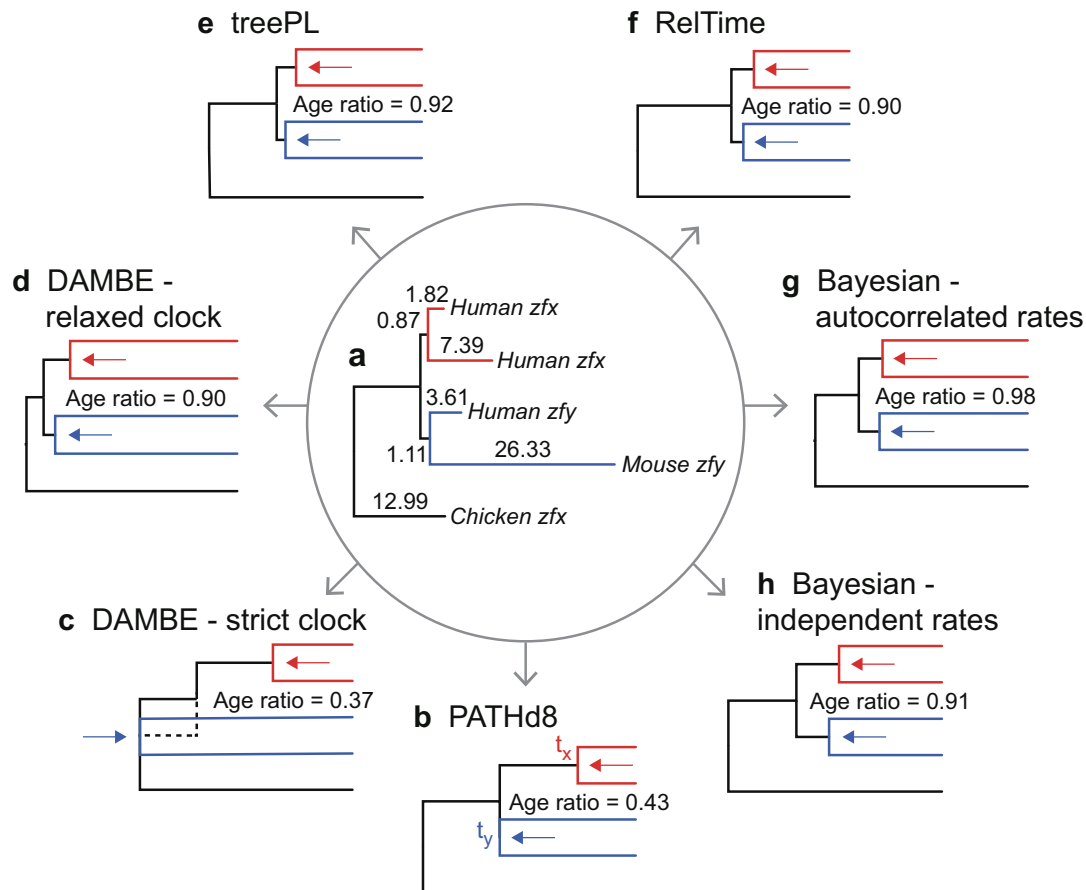 e treePL
Age ratio = 0.92
f RelTime
Age ratio = 0.90
d DAMBE -
relaxed clock
Age ratio = 0.90
a
1.82
Human zfx
0.87
7.39
Human zfx
3.61
Human zfy
1.11
26.33
Mouse zfy
12.99
Chicken zfx
g Bayesian -
autocorrelated rates
Age ratio = 0.98
c DAMBE - strict clock
Age ratio = 0.37
b PATHd8
tx
Age ratio = 0.43
ty
h Bayesian -
independent rates
Age ratio = 0.91